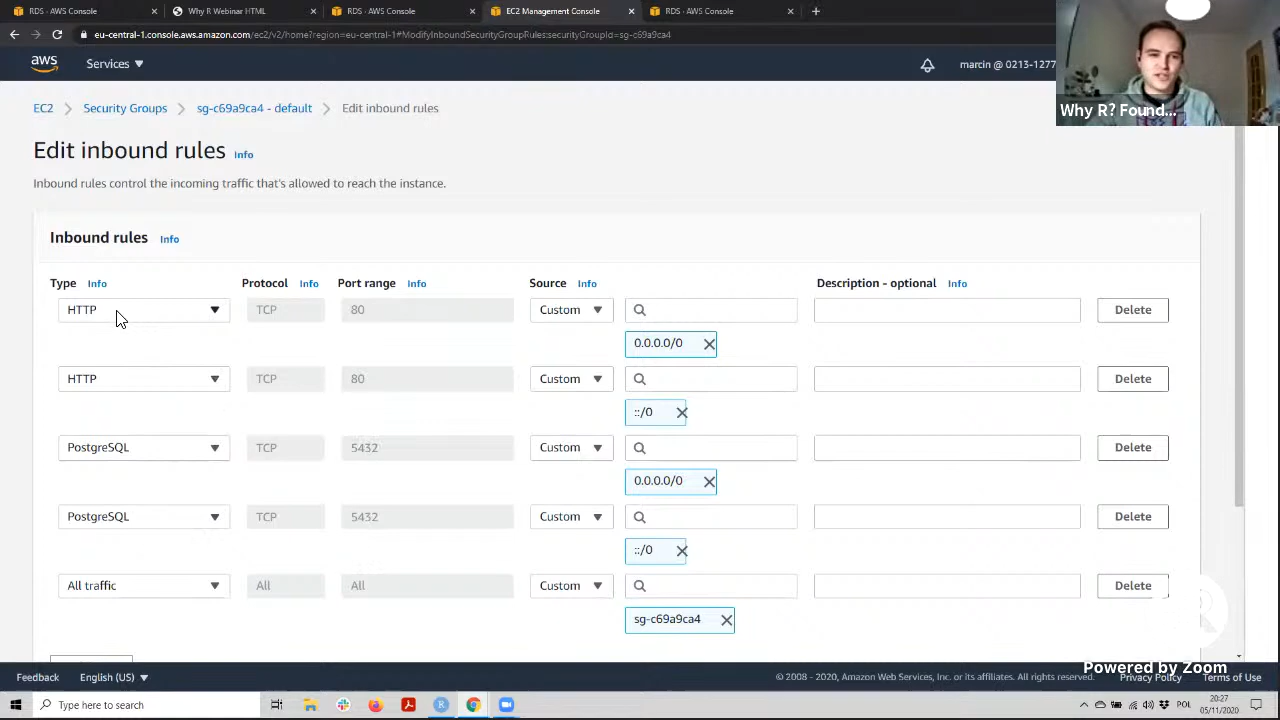 RDS - AWS Console
Why R Webinar HTML
RDS - AWS Console
EC2 Management Console
RDS - AWS Console
eu-central-1.console.aws.amazon.com/ec2/v2/home?region=eu-central-1#ModifyInboundSecurityGroupRules:securityGroupId=sg-c69a9ca4
aws
Services
marcin @ 0213-1277
Why R? Found...
EC2 > Security Groups > sg-c69a9ca4 - default > Edit inbound rules
Edit inbound rules Info
Inbound rules control the incoming traffic that's allowed to reach the instance.
Inbound rules Info
Type Info Protocol Info Port range Info Source Info Description - optional Info
HTTP TCP 80 Custom Delete
0.0.0.0/0
HTTP TCP 80 Custom Delete
::/0
PostgreSQL TCP 5432 Custom Delete
0.0.0.0/0
PostgreSQL TCP 5432 Custom Delete
::/0
All traffic All All Custom Delete
sg-c69a9ca4
Powered by Zoom
Feedback English (US) © 2008 - 2020, Amazon Web Services, Inc. or its affiliates. All rights reserved. Privacy Policy Terms of Use
Type here to search
POL
20:27
05/11/2020